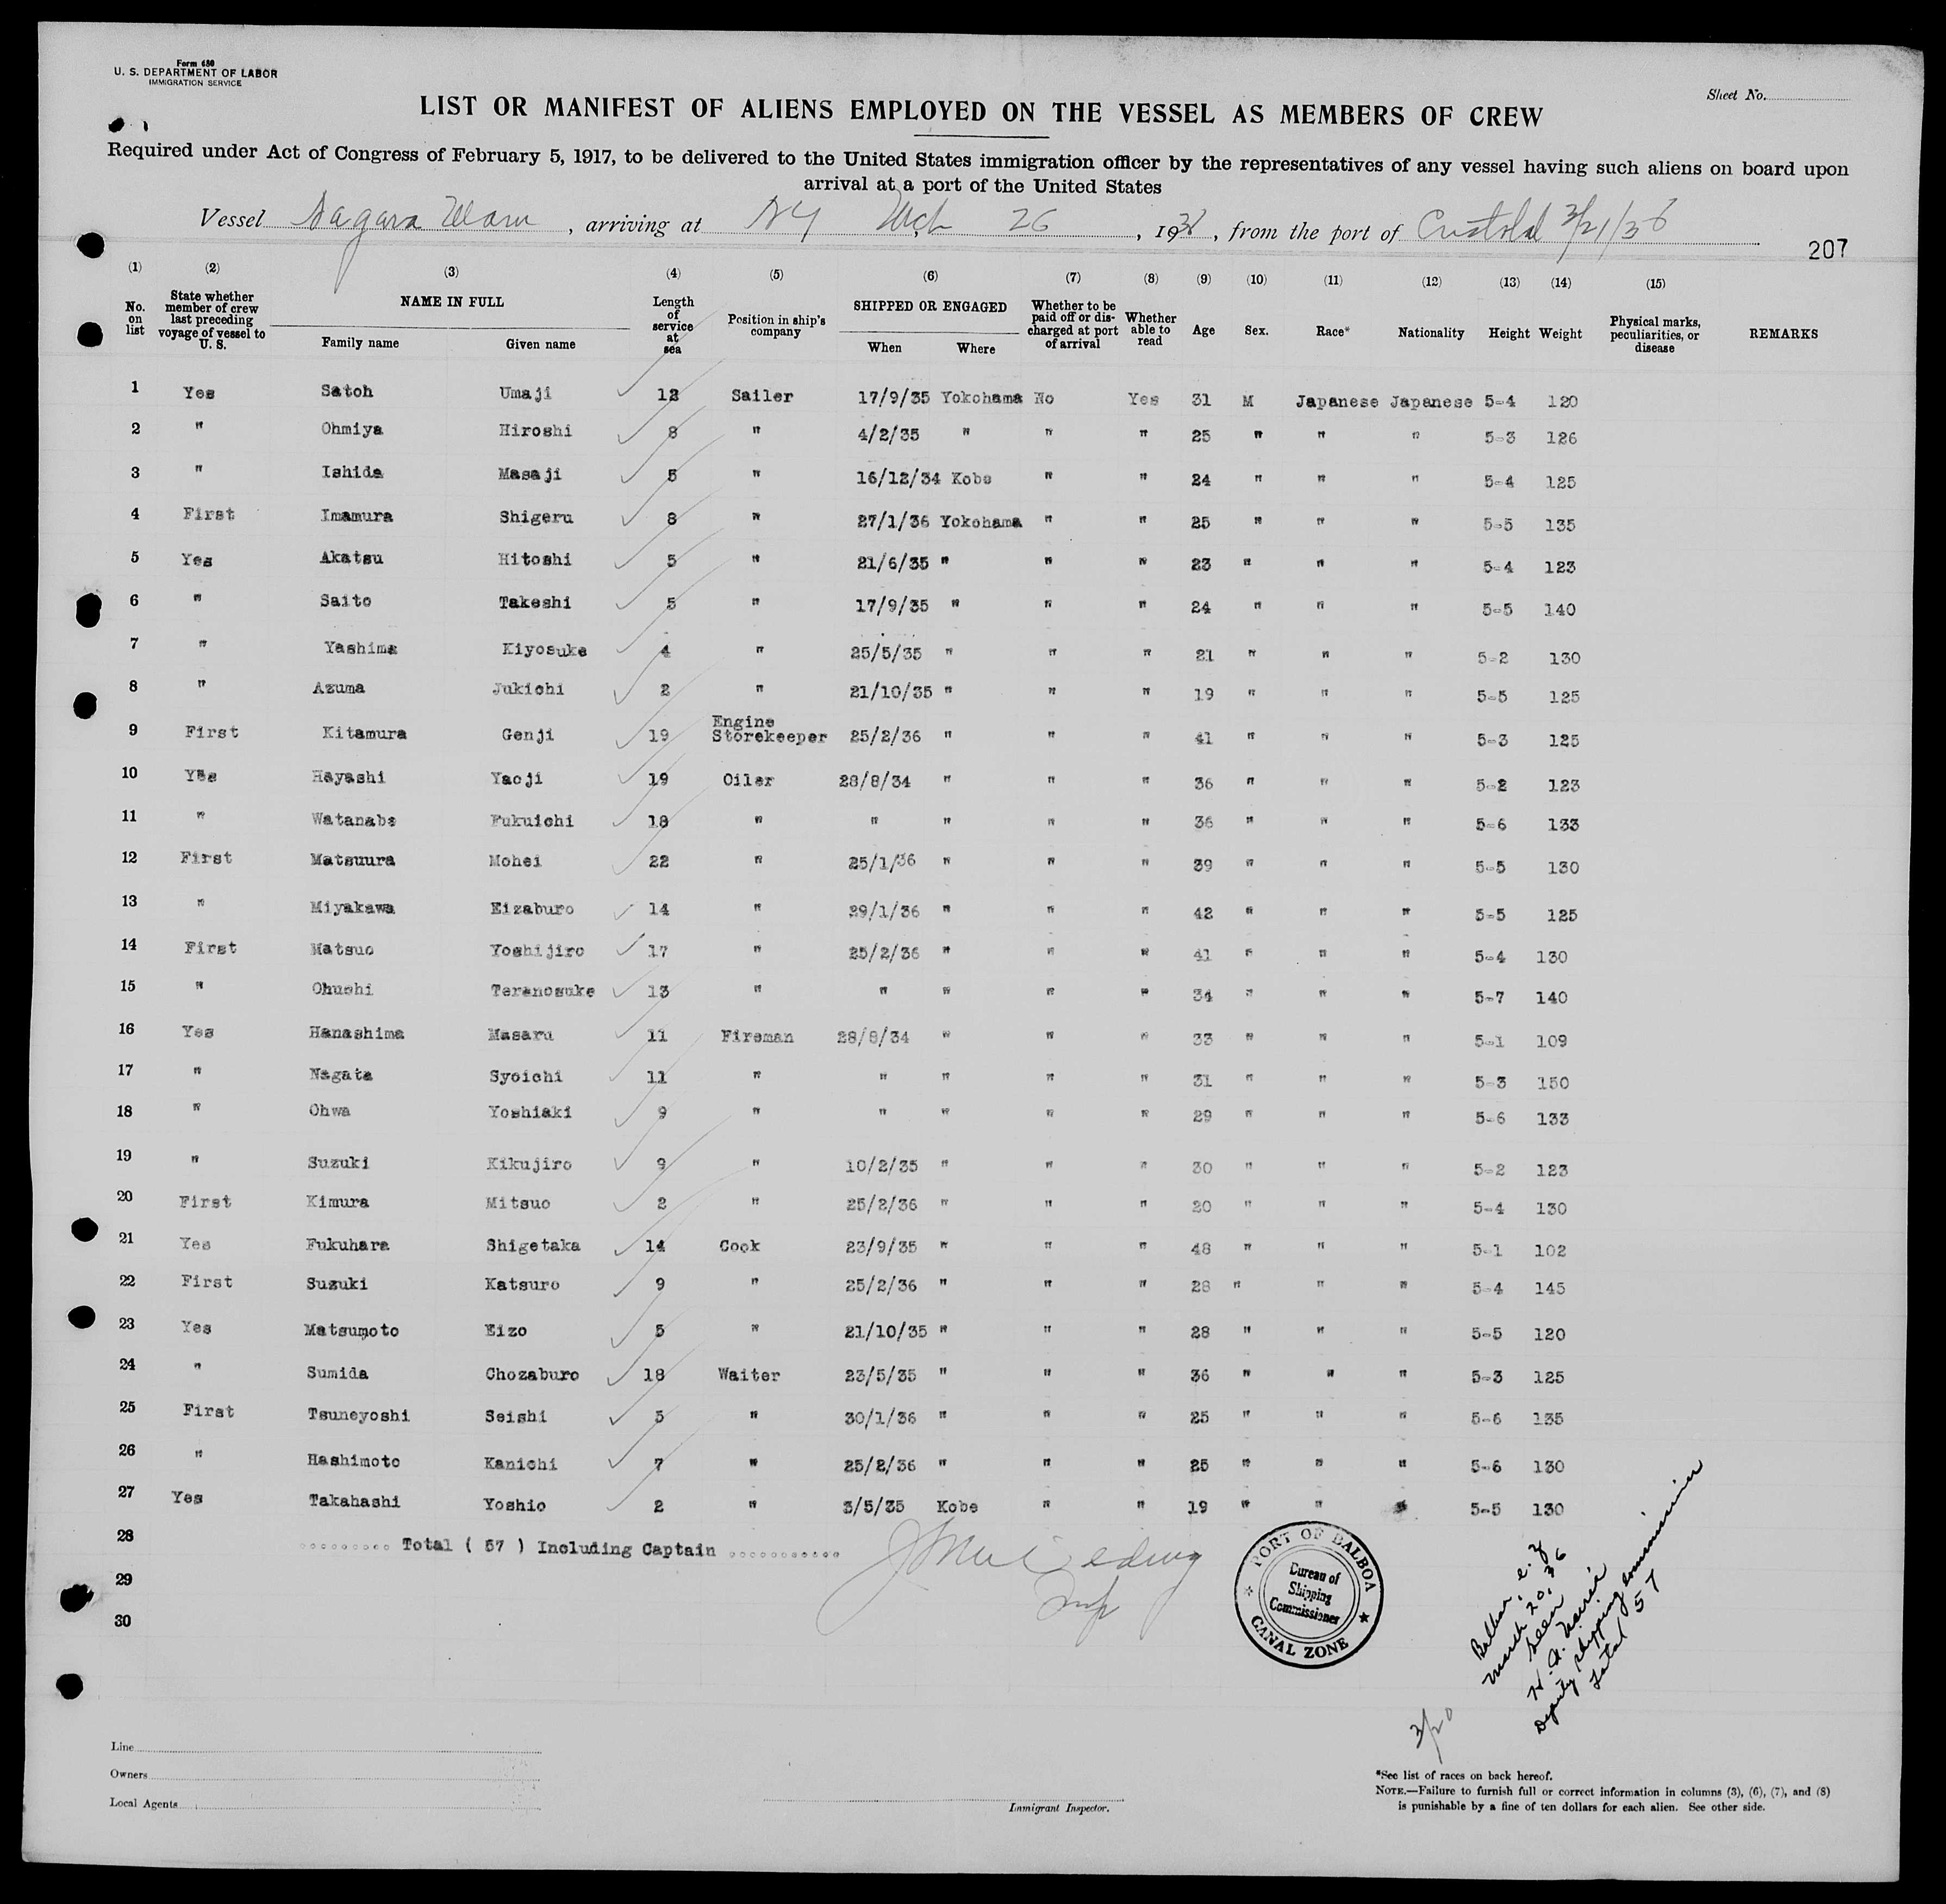 Form 680
U. S. DEPARTMENT OF LABOR
IMMIGRATION SERVICE
Sheet No.
LIST OR MANIFEST OF ALIENS EMPLOYED ON THE VESSEL AS MEMBERS OF CREW
Required under Act of Congress of February 5, 1917, to be delivered to the United States immigration officer by the representatives of any vessel having such aliens on board upon
arrival at a port of the United States
Vessel Nagara Maru, arriving at NY Mch 26, 1936, from the port of Cristobal 3/21/36
207
(1) (2) (3) (4) (5) (6) (7) (8) (9) (10) (11) (12) (13) (14) (15)
No. on list State whether member of crew last preceding voyage of vessel to U. S. NAME IN FULL Family name Given name Length of service at sea Position in ship's company SHIPPED OR ENGAGED When Where Whether to be paid off or discharged at port of arrival Whether able to read Age Sex. Race* Nationality Height Weight Physical marks, peculiarities, or disease REMARKS
1 Yes Satoh Umaji 12 Sailer 17/9/35 Yokohama No Yes 31 M Japanese Japanese 5-4 120
2 " Ohmiya Hiroshi 8 " 4/2/35 " " " 25 " " " 5-3 126
3 " Ishida Masaji 5 " 16/12/34 Kobe " " 24 " " " 5-4 125
4 First Imamura Shigeru 8 " 27/1/36 Yokohama " " 25 " " " 5-5 135
5 Yes Akatsu Hitoshi 5 " 21/6/35 " " " 23 " " " 5-4 123
6 " Saito Takeshi 5 " 17/9/35 " " " 24 " " " 5-5 140
7 " Yashima Kiyosuke 4 " 25/5/35 " " " 21 " " " 5-2 130
8 " Azuma Jukichi 2 " 21/10/35 " " " 19 " " " 5-5 125
9 First Kitamura Genji 19 Engine Storekeeper 25/2/36 " " " 41 " " " 5-3 125
10 Yes Hayashi Yaoji 19 Oiler 28/8/34 " " " 36 " " " 5-2 123
11 " Watanabe Fukuichi 18 " " " " " 36 " " " 5-6 133
12 First Matsuura Mohei 22 " 25/1/36 " " " 39 " " " 5-5 130
13 " Miyakawa Eizaburo 14 " 29/1/36 " " " 42 " " " 5-5 125
14 First Matsuo Yoshijiro 17 " 25/2/36 " " " 41 " " " 5-4 130
15 " Ohushi Teranosuke 13 " " " " " 34 " " " 5-7 140
16 Yes Hanashima Masaru 11 Fireman 28/8/34 " " " 33 " " " 5-1 109
17 " Nagata Syoichi 11 " " " " " 31 " " " 5-3 150
18 " Ohwa Yoshiaki 9 " " " " " 29 " " " 5-6 133
19 " Suzuki Kikujiro 9 " 10/2/35 " " " 30 " " " 5-2 123
20 First Kimura Mitsuo 2 " 25/2/36 " " " 20 " " " 5-4 130
21 Yes Fukuhara Shigetaka 14 Cook 23/9/35 " " " 48 " " " 5-1 102
22 First Suzuki Katsuro 9 " 25/2/36 " " " 28 " " " 5-4 145
23 Yes Matsumoto Eizo 5 " 21/10/35 " " " 28 " " " 5-5 120
24 " Sumida Chozaburo 18 Waiter 23/5/35 " " " 36 " " " 5-3 125
25 First Tsuneyoshi Seishi 5 " 30/1/36 " " " 25 " " " 5-6 135
26 " Hashimoto Kanichi 7 " 25/2/36 " " " 25 " " " 5-6 130
27 Yes Takahashi Yoshio 2 " 3/5/35 Kobe " " 19 " " " 5-5 130
28 Total ( 57 ) Including Captain
29
30
PORT OF BALBOA
Bureau of
Shipping
Commissioner
CANAL ZONE
Balboa, C. Z
March 20, 36
Seen
Deputy Shipping Commissioner
Total 57
3/20
Line
Owners
Local Agents
Immigrant Inspector.
*See list of races on back hereof.
NOTE.—Failure to furnish full or correct information in columns (3), (6), (7), and (8)
is punishable by a fine of ten dollars for each alien. See other side.